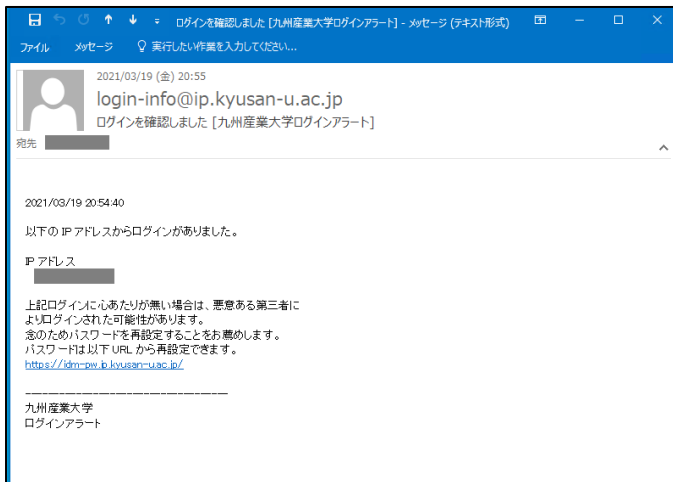 ログインを確認しました [九州産業大学ログインアラート] - メッセージ (テキスト形式)
ファイル メッセージ 実行したい作業を入力してください...
2021/03/19 (金) 20:55
login-info@ip.kyusan-u.ac.jp
ログインを確認しました [九州産業大学ログインアラート]
宛先
2021/03/19 20:54:40
以下の IP アドレスからログインがありました。
IP アドレス
上記ログインに心あたりが無い場合は、悪意ある第三者に
よりログインされた可能性があります。
念のためパスワードを再設定することをお薦めします。
パスワードは以下 URL から再設定できます。
https://idm-pw.ip.kyusan-u.ac.jp/
----------------------------------
九州産業大学
ログインアラート